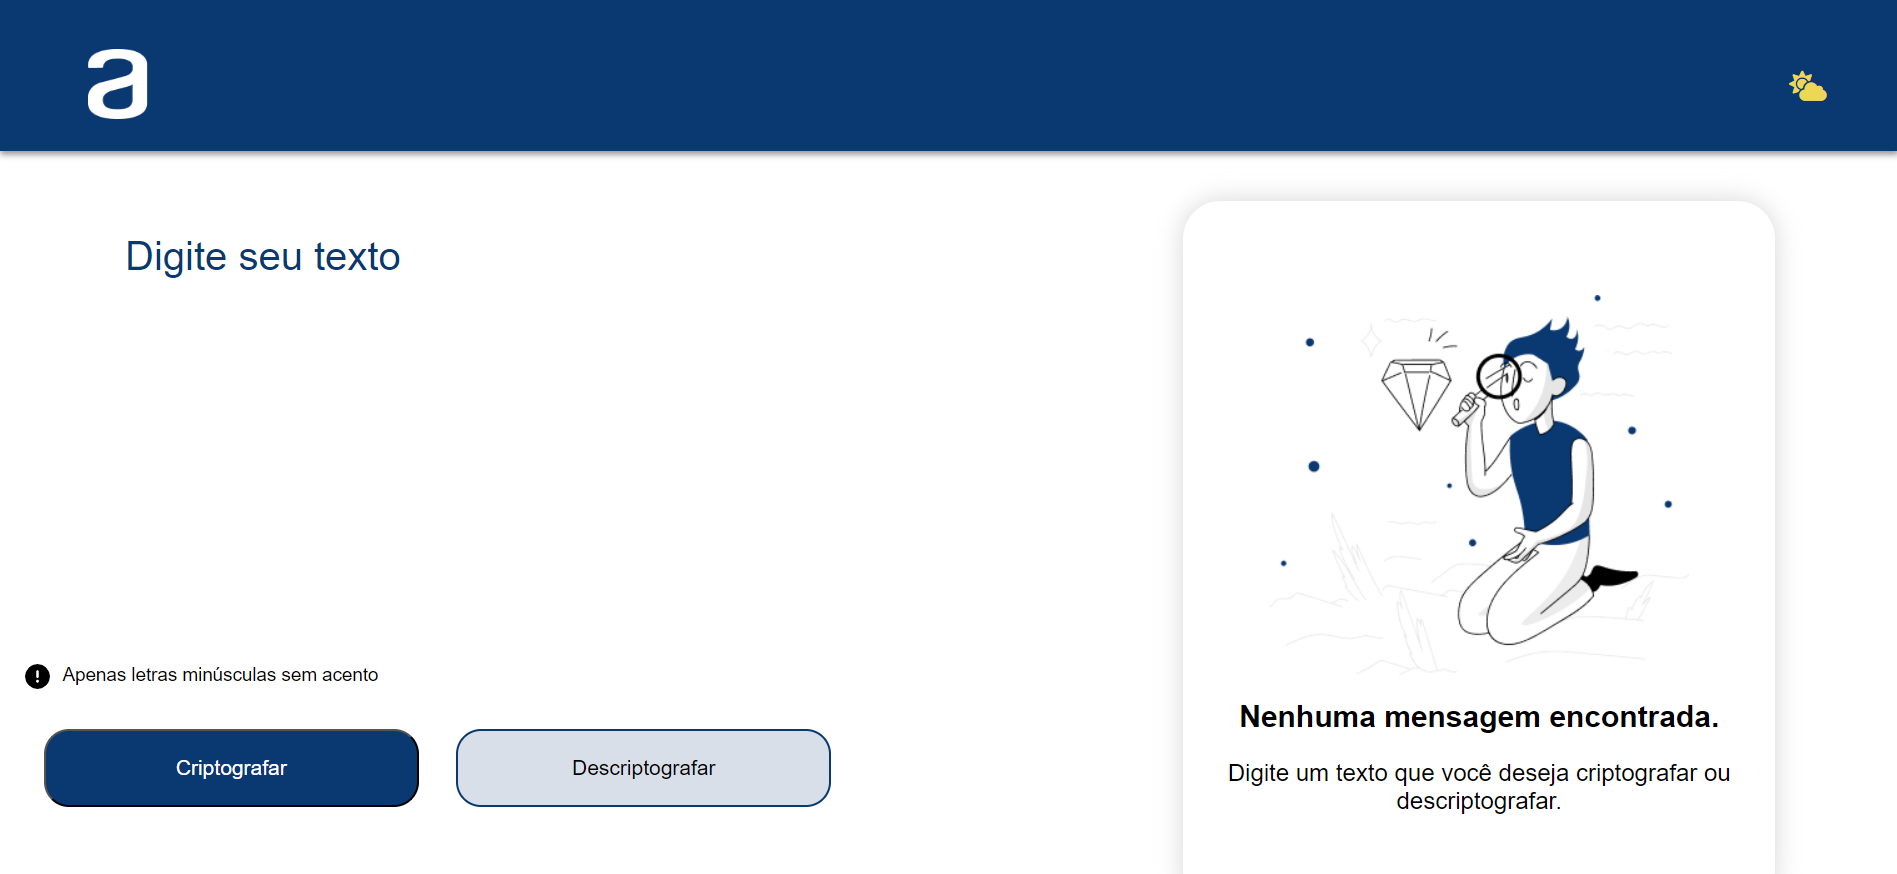 a
Digite seu texto
Apenas letras minúsculas sem acento
Criptografar
Descriptografar
Nenhuma mensagem encontrada.
Digite um texto que você deseja criptografar ou
descriptografar.